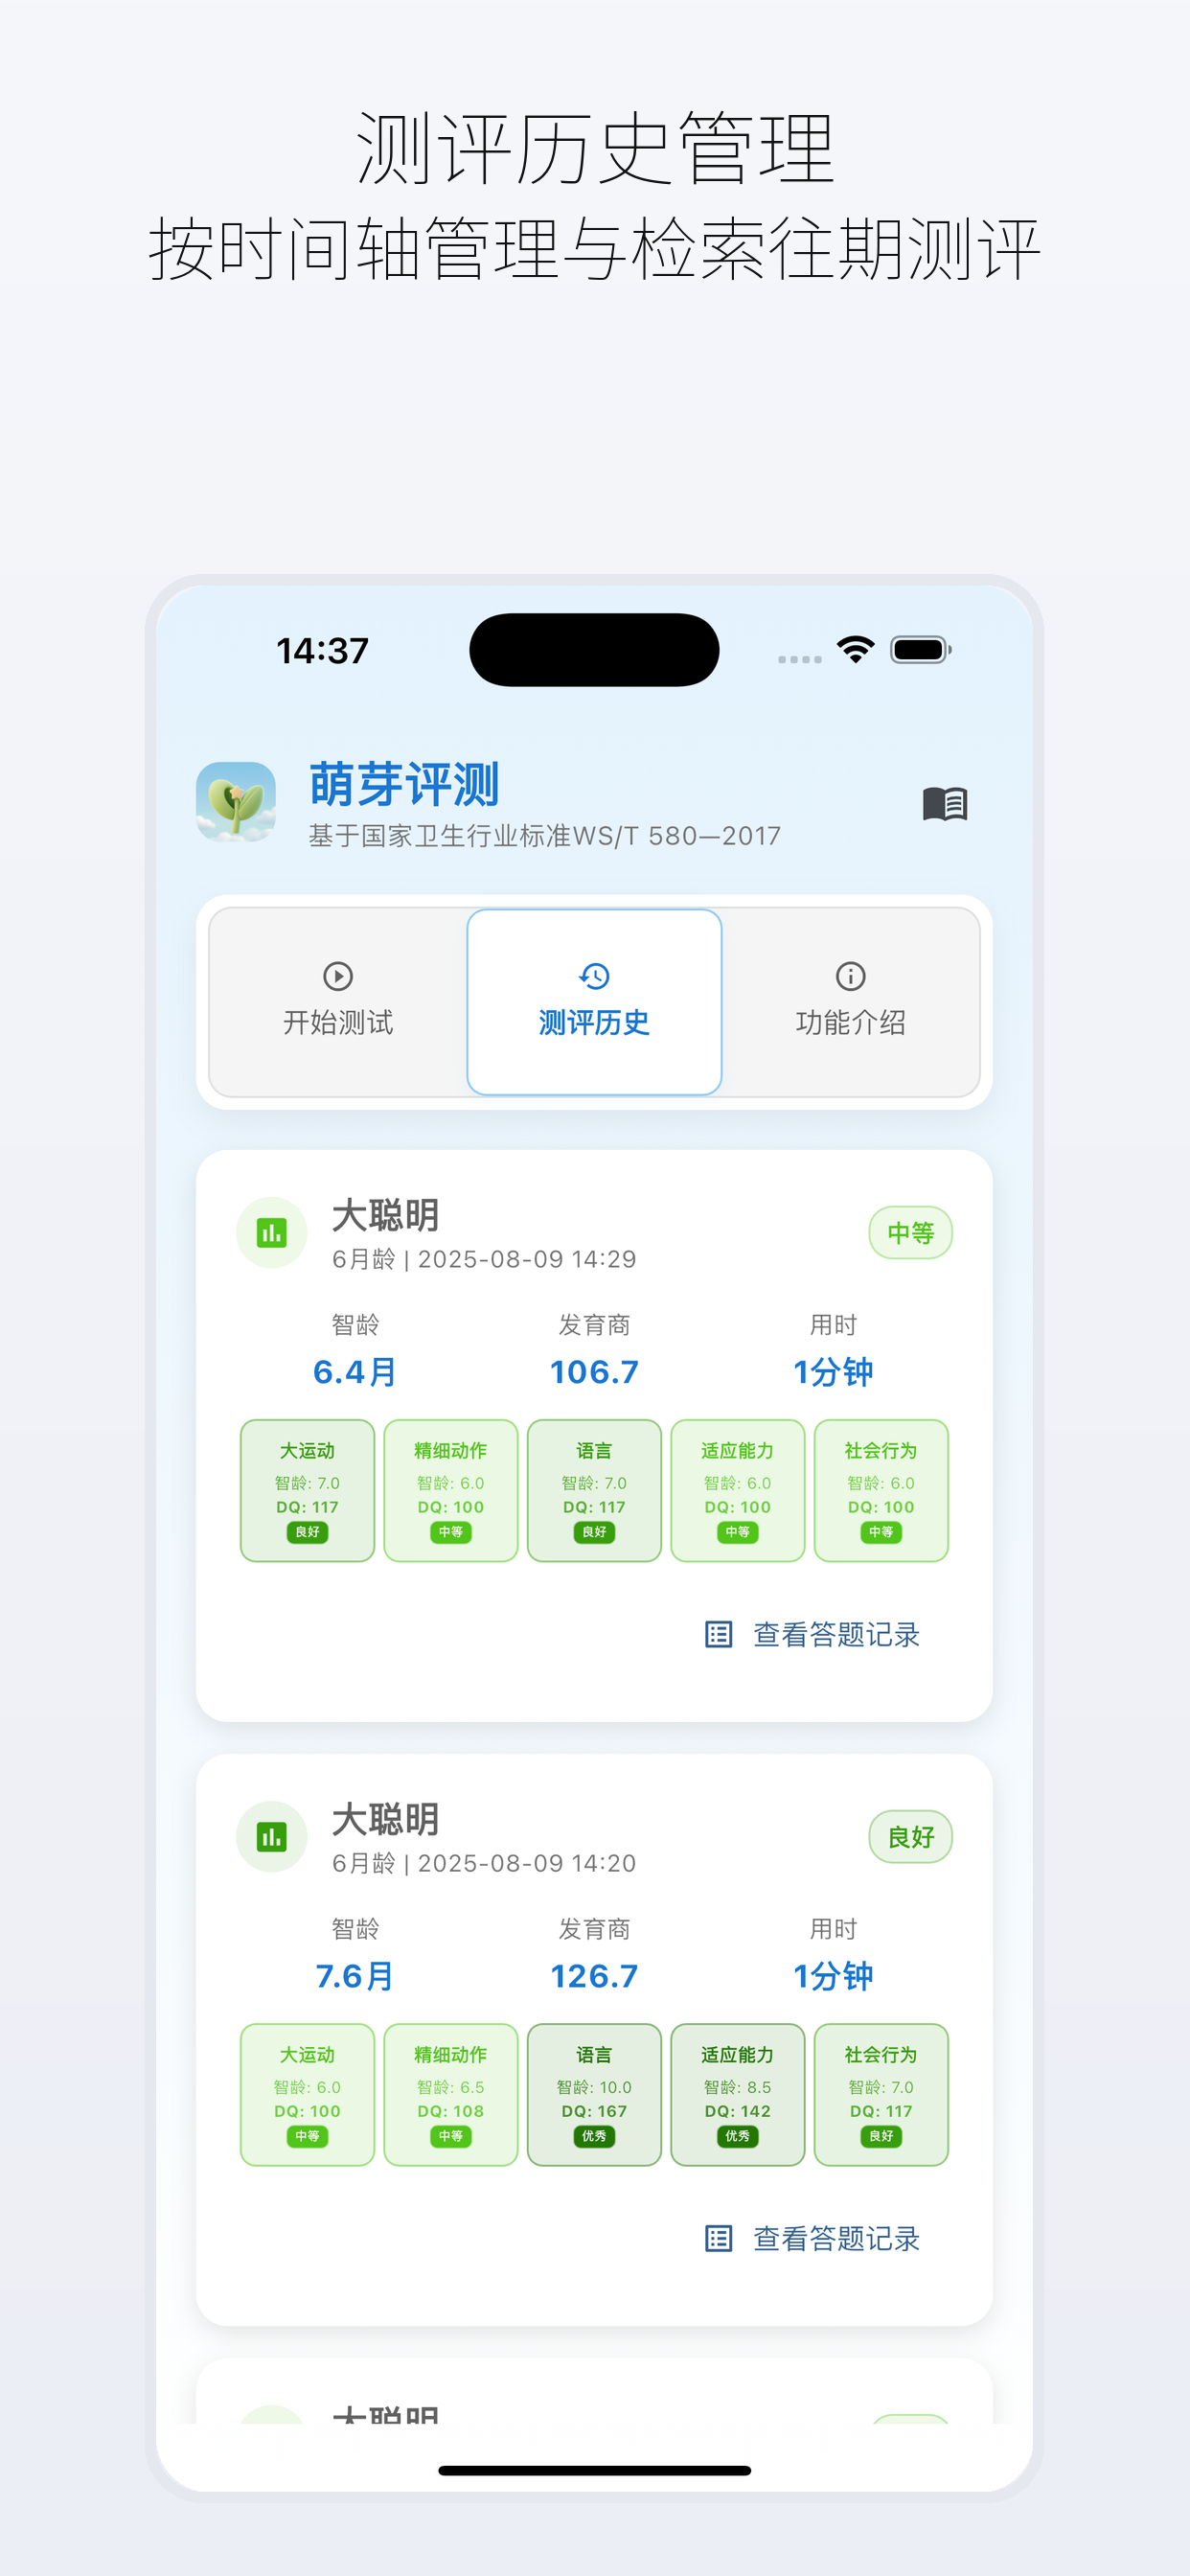 测评历史管理
按时间轴管理与检索往期测评
14:37
萌芽评测
基于国家卫生行业标准WS/T 580—2017
开始测试 测评历史 功能介绍
大聪明 中等
6月龄 | 2025-08-09 14:29
智龄 发育商 用时
6.4月 106.7 1分钟
大运动 精细动作 语言 适应能力 社会行为
智龄: 7.0 智龄: 6.0 智龄: 7.0 智龄: 6.0 智龄: 6.0
DQ: 117 DQ: 100 DQ: 117 DQ: 100 DQ: 100
良好 中等 良好 中等 中等
查看答题记录
大聪明 良好
6月龄 | 2025-08-09 14:20
智龄 发育商 用时
7.6月 126.7 1分钟
大运动 精细动作 语言 适应能力 社会行为
智龄: 6.0 智龄: 6.5 智龄: 10.0 智龄: 8.5 智龄: 7.0
DQ: 100 DQ: 108 DQ: 167 DQ: 142 DQ: 117
中等 中等 优秀 优秀 良好
查看答题记录
大聪明